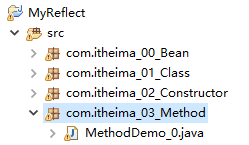 MyReflect
src
com.itheima_00_Bean
com.itheima_01_Class
com.itheima_02_Constructor
com.itheima_03_Method
MethodDemo_0.java